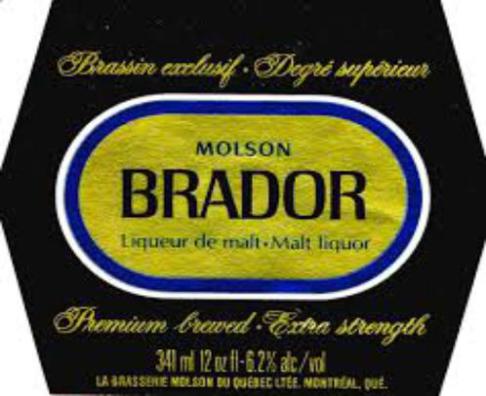 Brassin exclusif · Degré supérieur
MOLSON
BRADOR
Liqueur de malt · Malt liquor
Premium brewed · Extra strength
341 ml 12 oz fl - 6.2% alc / vol
LA BRASSERIE MOLSON DU QUÉBEC LTÉE, MONTRÉAL, QUÉ.